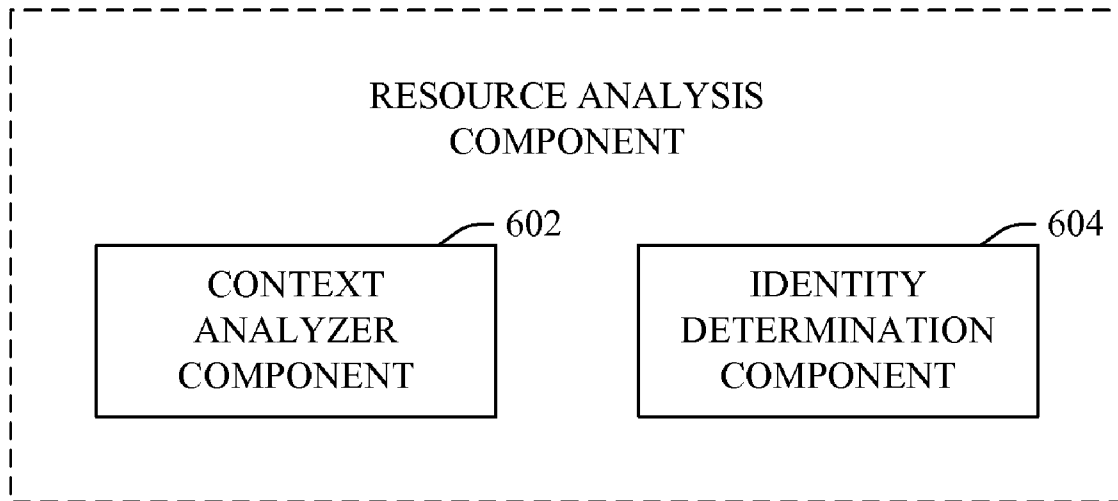 RESOURCE ANALYSIS
COMPONENT
602
604
CONTEXT
ANALYZER
COMPONENT
IDENTITY
DETERMINATION
COMPONENT